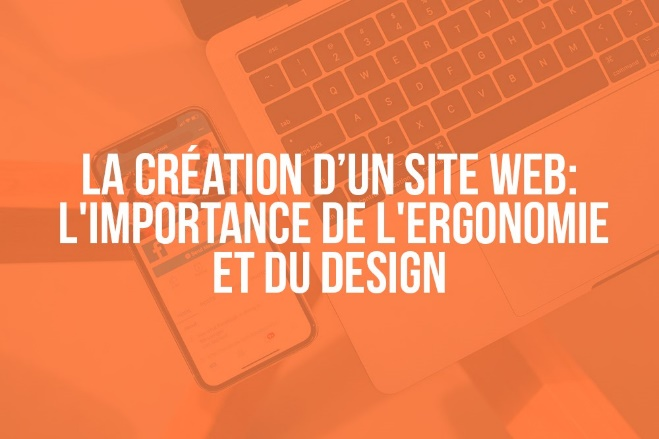 LA CRÉATION D’UN SITE WEB:
L'IMPORTANCE DE L'ERGONOMIE
ET DU DESIGN